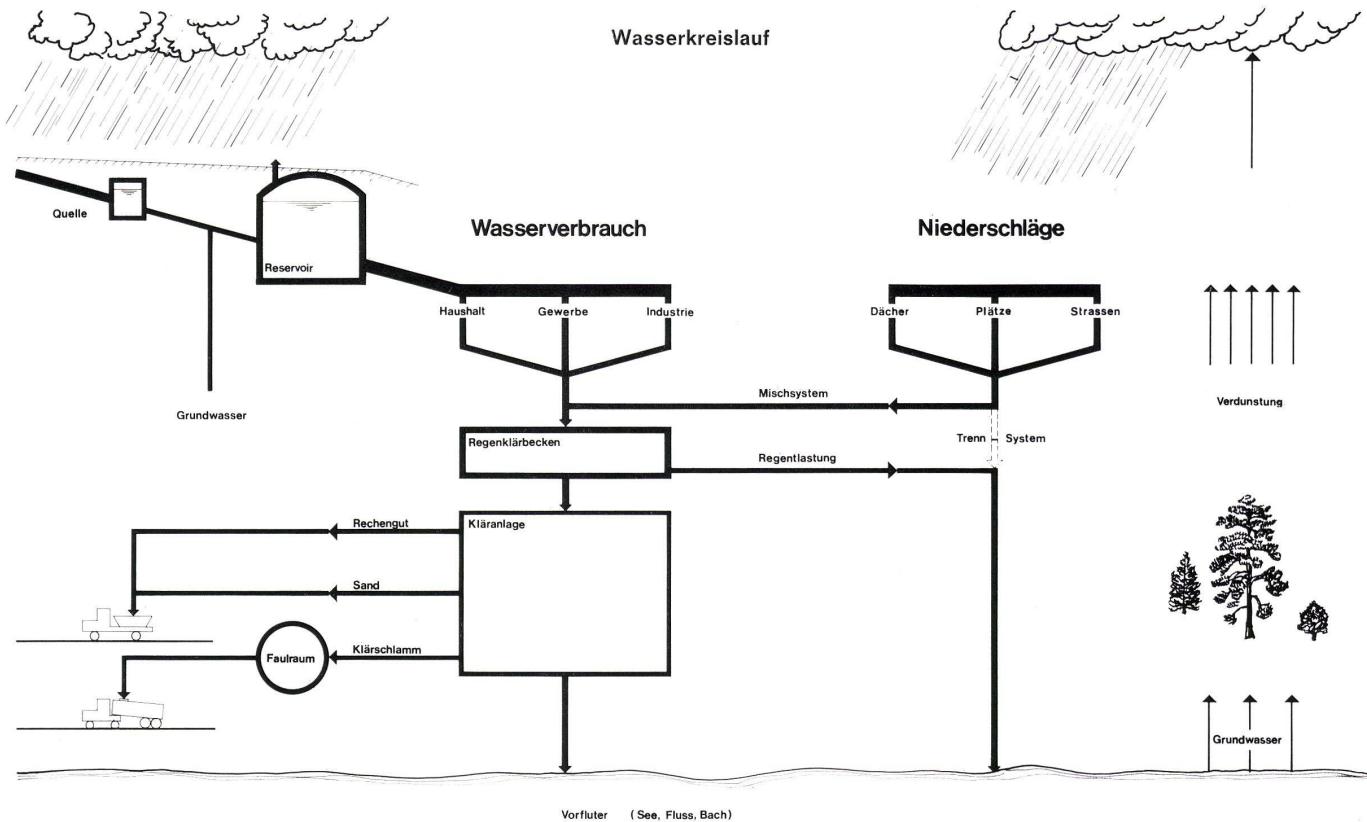 Wasserkreislauf
Quelle
Reservoir
Grundwasser
Wasserverbrauch
Haushalt Gewerbe Industrie
Niederschläge
Dächer Plätze Strassen
Mischsystem
Trenn System
Regenklärbecken
Regentlastung
Verdunstung
Kläranlage
Rechengut
Sand
Klärschlamm
Faulraum
Grundwasser
Vorfluter (See, Fluss, Bach)